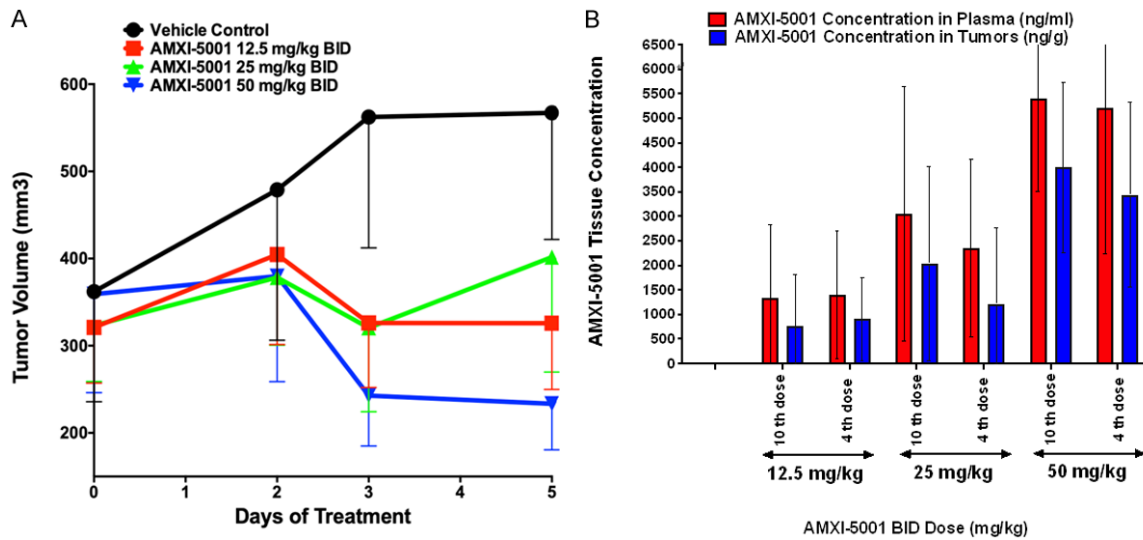 A
Vehicle Control
AMXI-5001 12.5 mg/kg BID
AMXI-5001 25 mg/kg BID
AMXI-5001 50 mg/kg BID
600
500
400
300
200
Tumor Volume (mm3)
0 1 2 3 4 5
Days of Treatment
B
AMXI-5001 Concentration in Plasma (ng/ml)
AMXI-5001 Concentration in Tumors (ng/g)
6500
6000
5500
5000
4500
4000
3500
3000
2500
2000
1500
1000
500
0
AMXI-5001 Tissue Concentration
10 th dose
4 th dose
10 th dose
4 th dose
10 th dose
4 th dose
12.5 mg/kg 25 mg/kg 50 mg/kg
AMXI-5001 BID Dose (mg/kg)